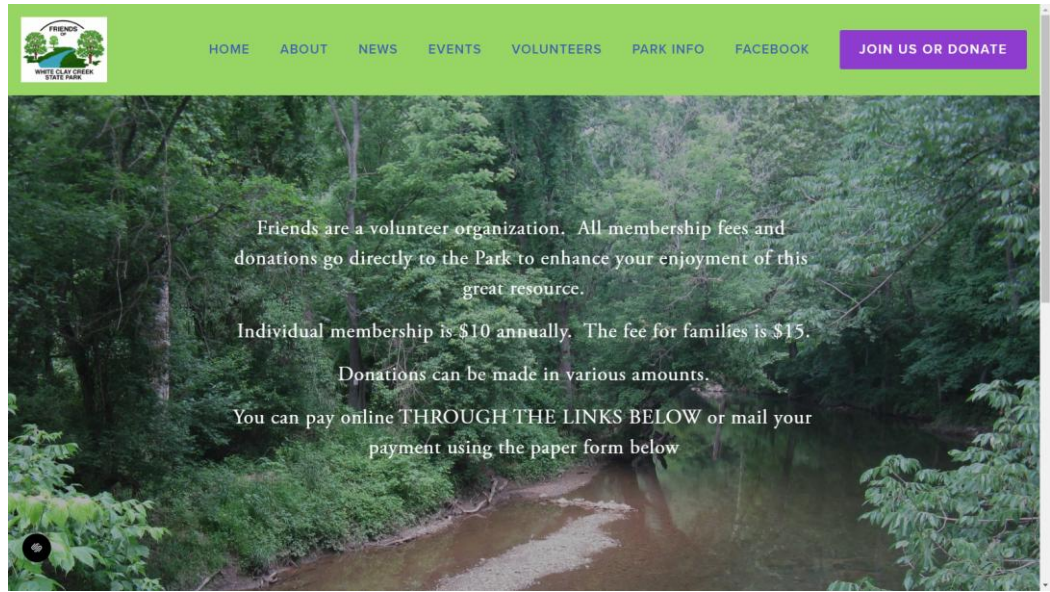 FRIENDS
OF
WHITE CLAY CREEK
STATE PARK
HOME ABOUT NEWS EVENTS VOLUNTEERS PARK INFO FACEBOOK JOIN US OR DONATE
Friends are a volunteer organization.  All membership fees and
donations go directly to the Park to enhance your enjoyment of this
great resource.
Individual membership is $10 annually.  The fee for families is $15.
Donations can be made in various amounts.
You can pay online THROUGH THE LINKS BELOW or mail your
payment using the paper form below